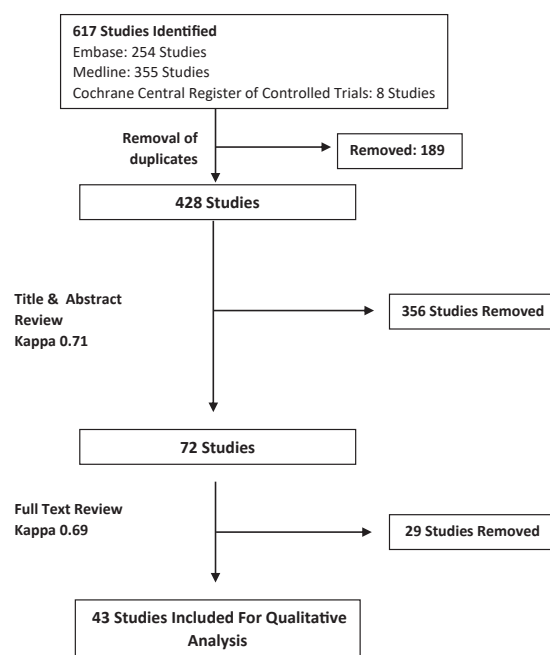 617 Studies Identified
Embase: 254 Studies
Medline: 355 Studies
Cochrane Central Register of Controlled Trials: 8 Studies
Removal of
duplicates
Removed: 189
428 Studies
Title & Abstract
Review
Kappa 0.71
356 Studies Removed
72 Studies
Full Text Review
Kappa 0.69
29 Studies Removed
43 Studies Included For Qualitative
Analysis